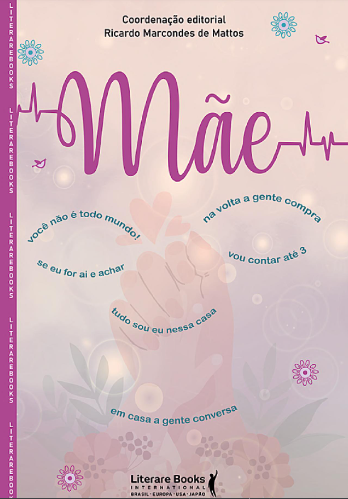 Coordenação editorial
Ricardo Marcondes de Mattos
Mãe
você não é todo mundo!
na volta a gente compra
se eu for ai e achar
vou contar até 3
tudo sou eu nessa casa
em casa a gente conversa
Literare Books
INTERNATIONAL
BRASIL · EUROPA · USA · JAPÃO
LITERAREBOOKS
LITERAREBOOKS
LITERAREBOOKS
LITERAREBOOKS
LITERAREBOOKS